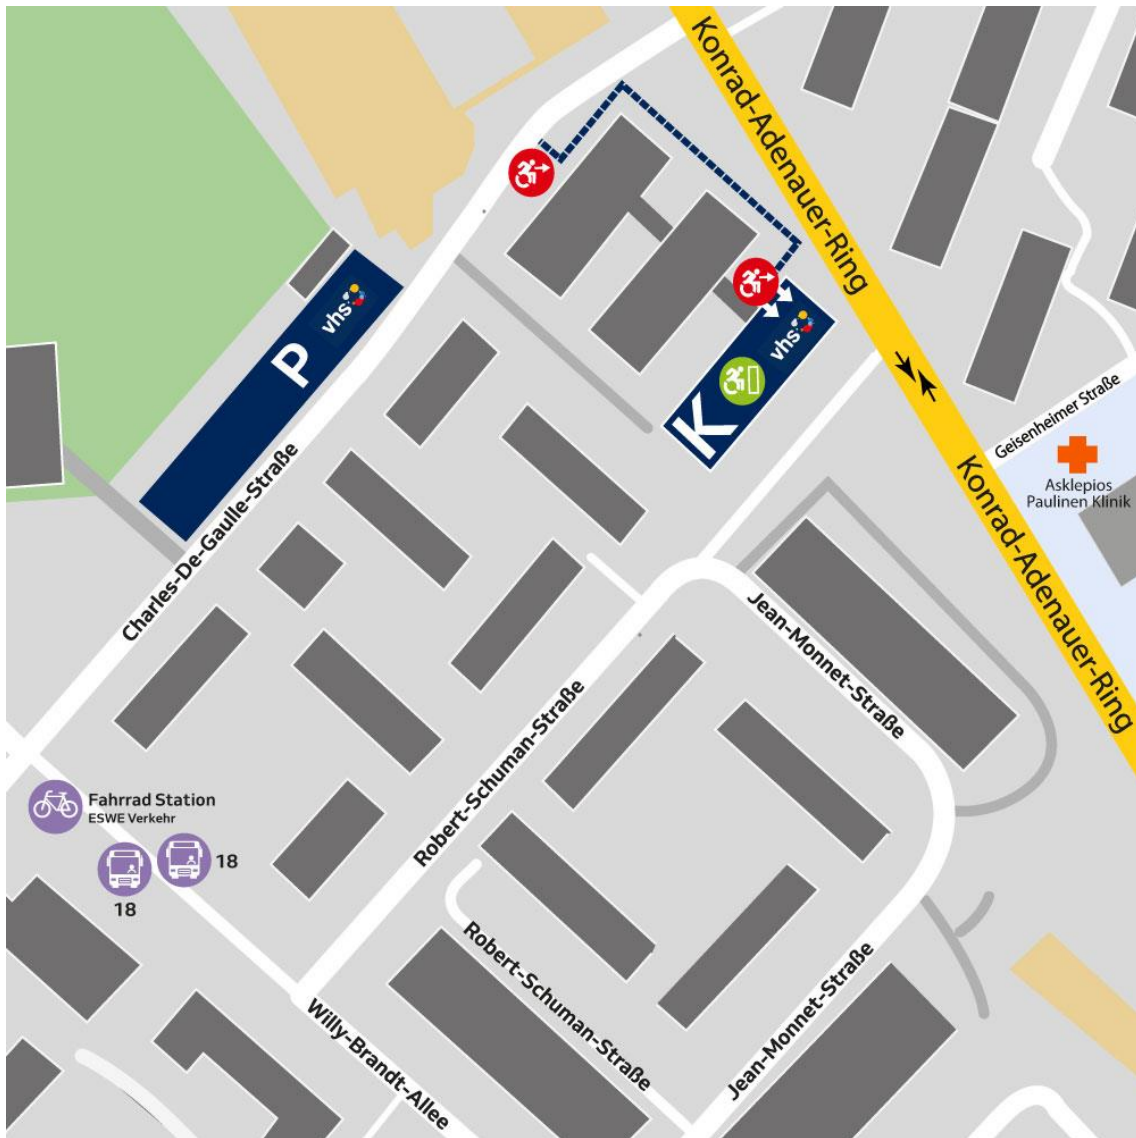 Konrad-Adenauer-Ring
vhs
P
vhs
K
Geisenheimer Straße
Asklepios
Paulinen Klinik
Charles-De-Gaulle-Straße
Konrad-Adenauer-Ring
Jean-Monnet-Straße
Robert-Schuman-Straße
Fahrrad Station
ESWE Verkehr
18
18
Robert-Schuman-Straße
Jean-Monnet-Straße
Willy-Brandt-Allee